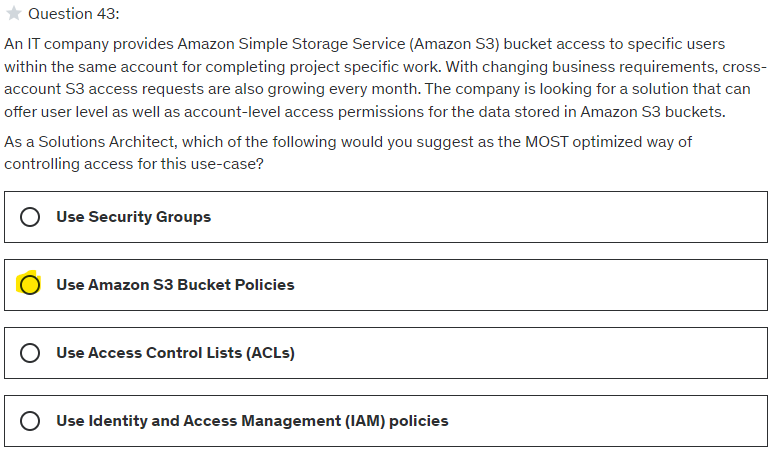 Question 43:
An IT company provides Amazon Simple Storage Service (Amazon S3) bucket access to specific users
within the same account for completing project specific work. With changing business requirements, cross-
account S3 access requests are also growing every month. The company is looking for a solution that can
offer user level as well as account-level access permissions for the data stored in Amazon S3 buckets.
As a Solutions Architect, which of the following would you suggest as the MOST optimized way of
controlling access for this use-case?
Use Security Groups
Use Amazon S3 Bucket Policies
Use Access Control Lists (ACLs)
Use Identity and Access Management (IAM) policies